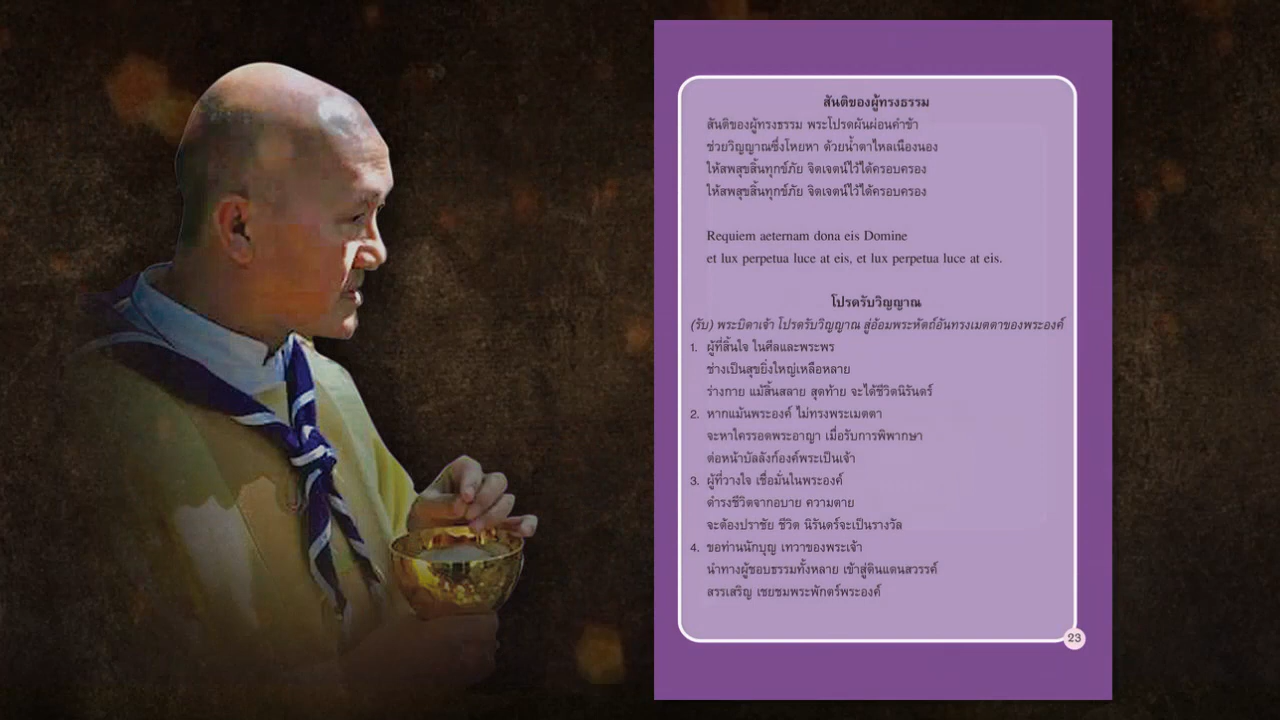 สันติของผู้ทรงธรรม
สันติของผู้ทรงธรรม พระโปรดผันผ่อนคำช้า
ช่วยวิญญาณซึ่งโหยหา ด้วยน้ำตาไหลเนืองนอง
ให้สพสุขสิ้นทุกข์ภัย จิตเจตน์ไว้ได้ครอบครอง
ให้สพสุขสิ้นทุกข์ภัย จิตเจตน์ไว้ได้ครอบครอง
Requiem aeternam dona eis Domine
et lux perpetua luce at eis, et lux perpetua luce at eis.
โปรดรับวิญญาณ
(รับ) พระบิดาเจ้า โปรดรับวิญญาณ สู่อ้อมพระหัตถ์อันทรงเมตตาของพระองค์
1. ผู้ที่สิ้นใจ ในศีลและพระพร
ช่างเป็นสุขยิ่งใหญ่เหลือหลาย
ร่างกาย แม้สิ้นสลาย สุดท้าย จะได้ชีวิตนิรันดร์
2. หากแม้นพระองค์ ไม่ทรงพระเมตตา
จะหาใครรอดพระอาญา เมื่อรับการพิพากษา
ต่อหน้าบัลลังก์องค์พระเป็นเจ้า
3. ผู้ที่วางใจ เชื่อมั่นในพระองค์
ดำรงชีวิตจากอบาย ความตาย
จะต้องปราชัย ชีวิต นิรันดร์จะเป็นรางวัล
4. ขอท่านนักบุญ เทวาของพระเจ้า
นำทางผู้ชอบธรรมทั้งหลาย เข้าสู่ดินแดนสวรรค์
สรรเสริญ เชยชมพระพักตร์พระองค์
23